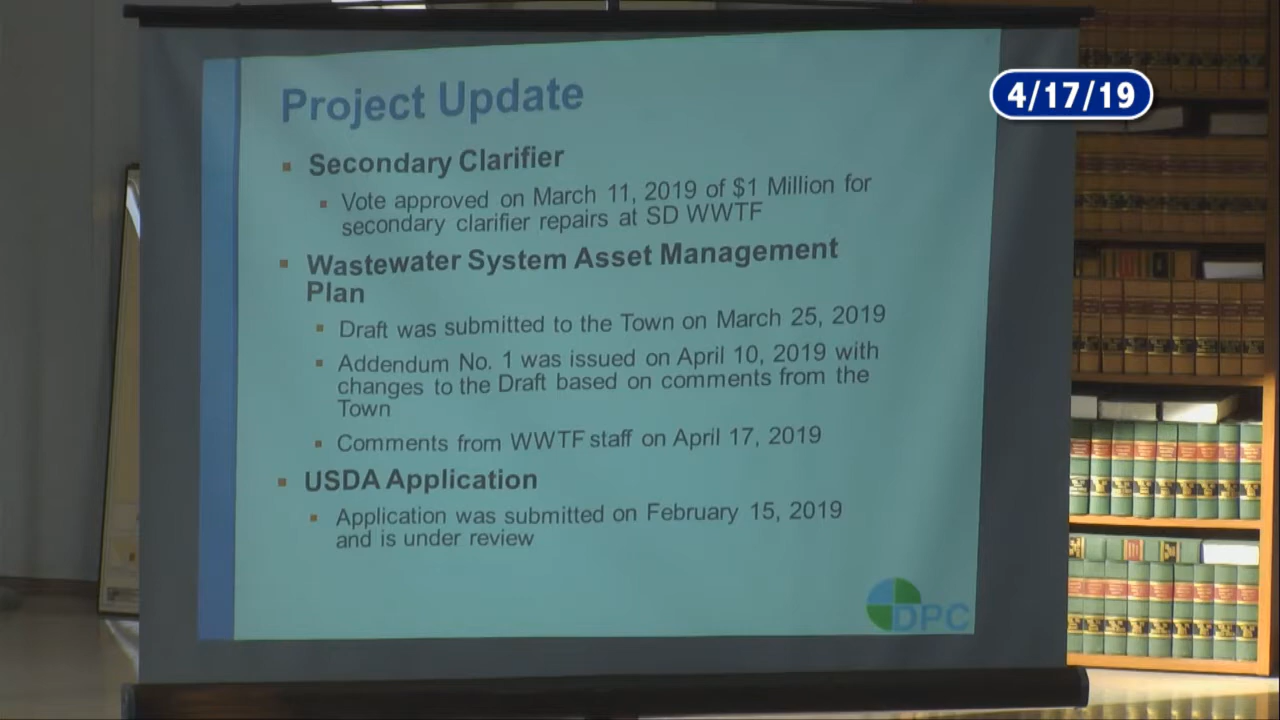 4/17/19
Project Update
Secondary Clarifier
Vote approved on March 11, 2019 of $1 Million for
secondary clarifier repairs at SD WWTF
Wastewater System Asset Management
Plan
Draft was submitted to the Town on March 25, 2019
Addendum No. 1 was issued on April 10, 2019 with
changes to the Draft based on comments from the
Town
Comments from WWTF staff on April 17, 2019
USDA Application
Application was submitted on February 15, 2019
and is under review
DPC